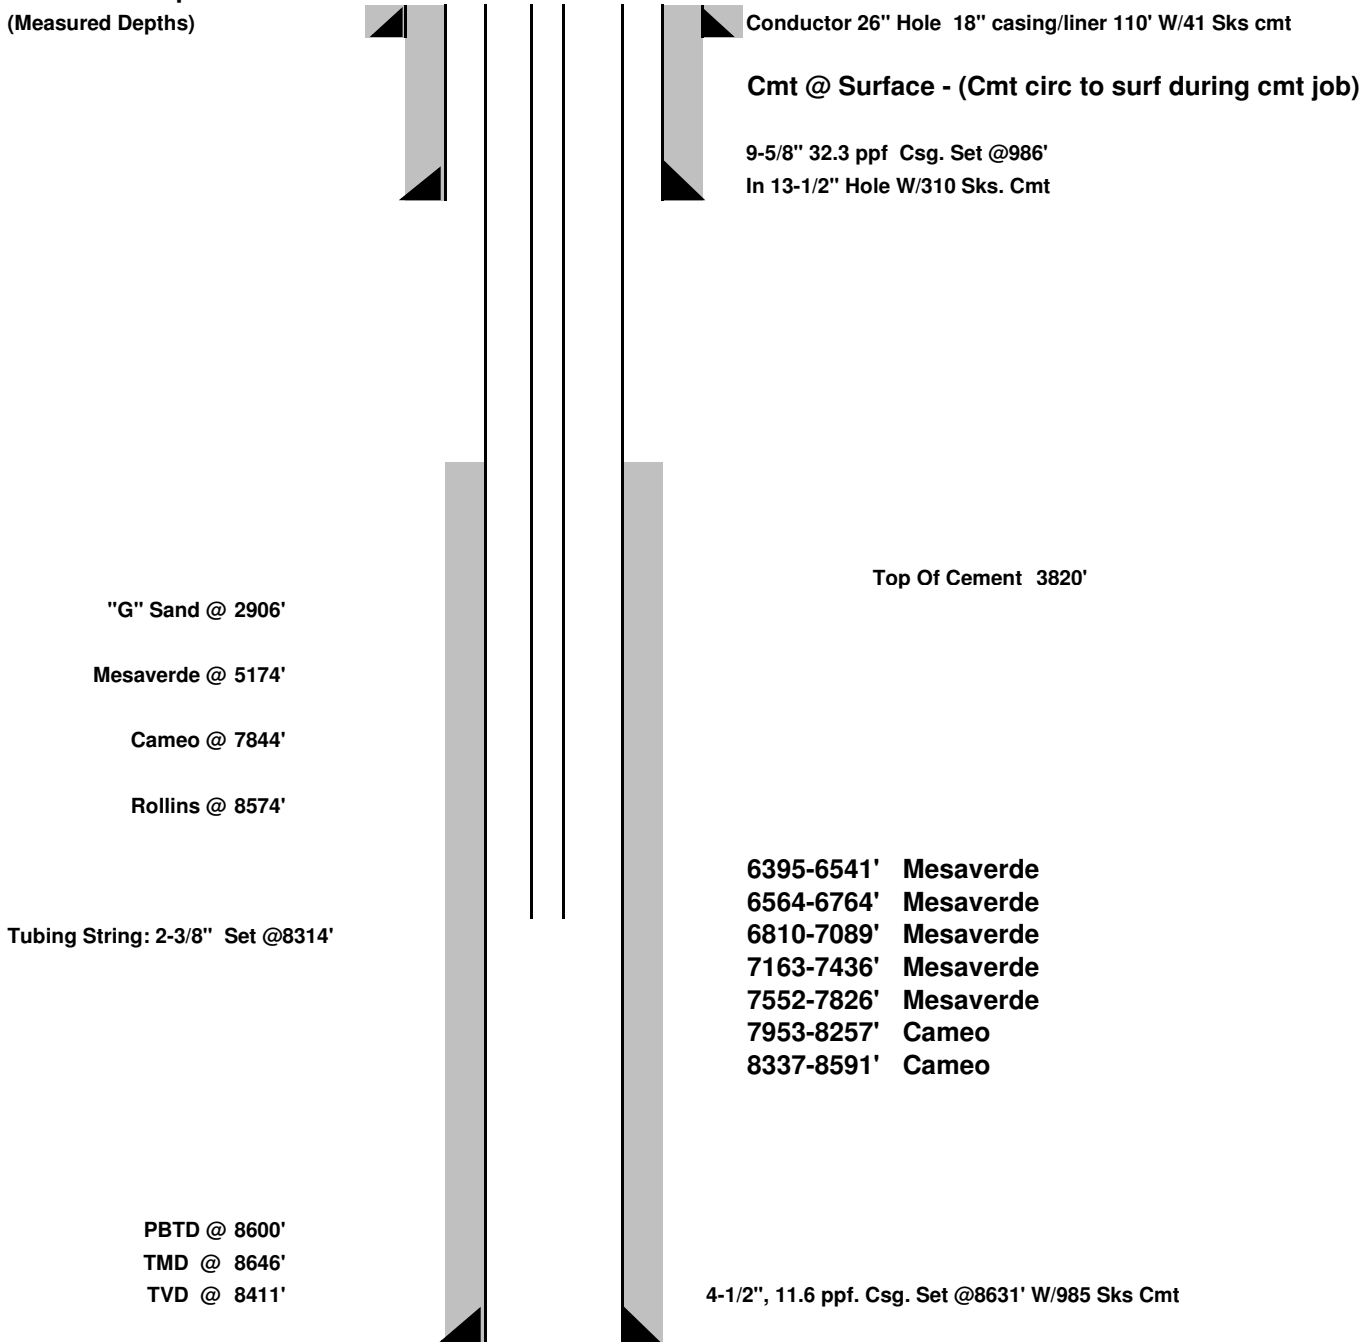 (Measured Depths)
Conductor 26" Hole 18" casing/liner 110' W/41 Sks cmt
Cmt @ Surface - (Cmt circ to surf during cmt job)
9-5/8" 32.3 ppf Csg. Set @986'
In 13-1/2" Hole W/310 Sks. Cmt
Top Of Cement 3820'
"G" Sand @ 2906'
Mesaverde @ 5174'
Cameo @ 7844'
Rollins @ 8574'
6395-6541' Mesaverde
6564-6764' Mesaverde
6810-7089' Mesaverde
7163-7436' Mesaverde
7552-7826' Mesaverde
7953-8257' Cameo
8337-8591' Cameo
Tubing String: 2-3/8" Set @8314'
PBTD @ 8600'
TMD @ 8646'
TVD @ 8411'
4-1/2", 11.6 ppf. Csg. Set @8631' W/985 Sks Cmt